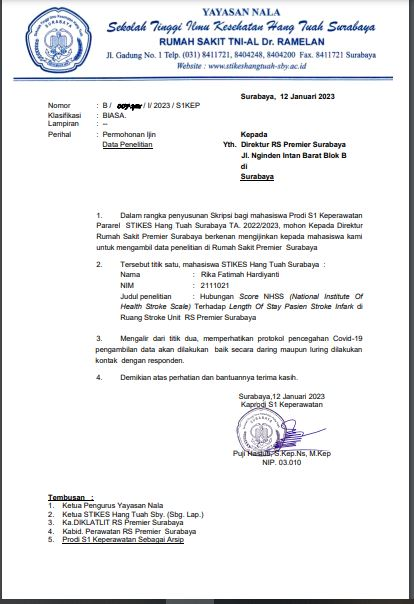 YAYASAN NALA
Sekolah Tinggi Ilmu Kesehatan Hang Tuah Surabaya
RUMAH SAKIT TNI-AL Dr. RAMELAN
Jl. Gadung No. 1 Telp. (031) 8411721, 8404248, 8404200 Fax. 8411721 Surabaya
Website : www.stikeshangtuah-sby.ac.id
Surabaya, 12 Januari 2023
Nomor : B / / I/ 2023 / S1KEP
Klasifikasi : BIASA.
Lampiran : --
Perihal : Permohonan Ijin
Data Penelitian
Kepada
Yth. Direktur RS Premier Surabaya
Jl. Nginden Intan Barat Blok B
di
Surabaya
1. Dalam rangka penyusunan Skripsi bagi mahasiswa Prodi S1 Keperawatan
Pararel STIKES Hang Tuah Surabaya TA. 2022/2023, mohon Kepada Direktur
Rumah Sakit Premier Surabaya berkenan mengijinkan kepada mahasiswa kami
untuk mengambil data penelitian di Rumah Sakit Premier Surabaya
2. Tersebut titik satu, mahasiswa STIKES Hang Tuah Surabaya :
Nama : Rika Fatimah Hardiyanti
NIM : 2111021
Judul penelitian : Hubungan Score NHSS (National Institute Of
Health Stroke Scale) Terhadap Length Of Stay Pasien Stroke Infark di
Ruang Stroke Unit RS Premier Surabaya
3. Mengalir dari titik dua, memperhatikan protokol pencegahan Covid-19
pengambilan data akan dilakukan baik secara daring maupun luring dilakukan
kontak dengan responden.
4. Demikian atas perhatian dan bantuannya terima kasih.
Surabaya,12 Januari 2023
Kaprodi S1 Keperawatan
Puji Hastuti, S.Kep.Ns, M.Kep
NIP. 03.010
Tembusan :
1. Ketua Pengurus Yayasan Nala
2. Ketua STIKES Hang Tuah Sby. (Sbg. Lap.)
3. Ka.DIKLATLIT RS Premier Surabaya
4. Kabid. Perawatan RS Premier Surabaya
5. Prodi S1 Keperawatan Sebagai Arsip